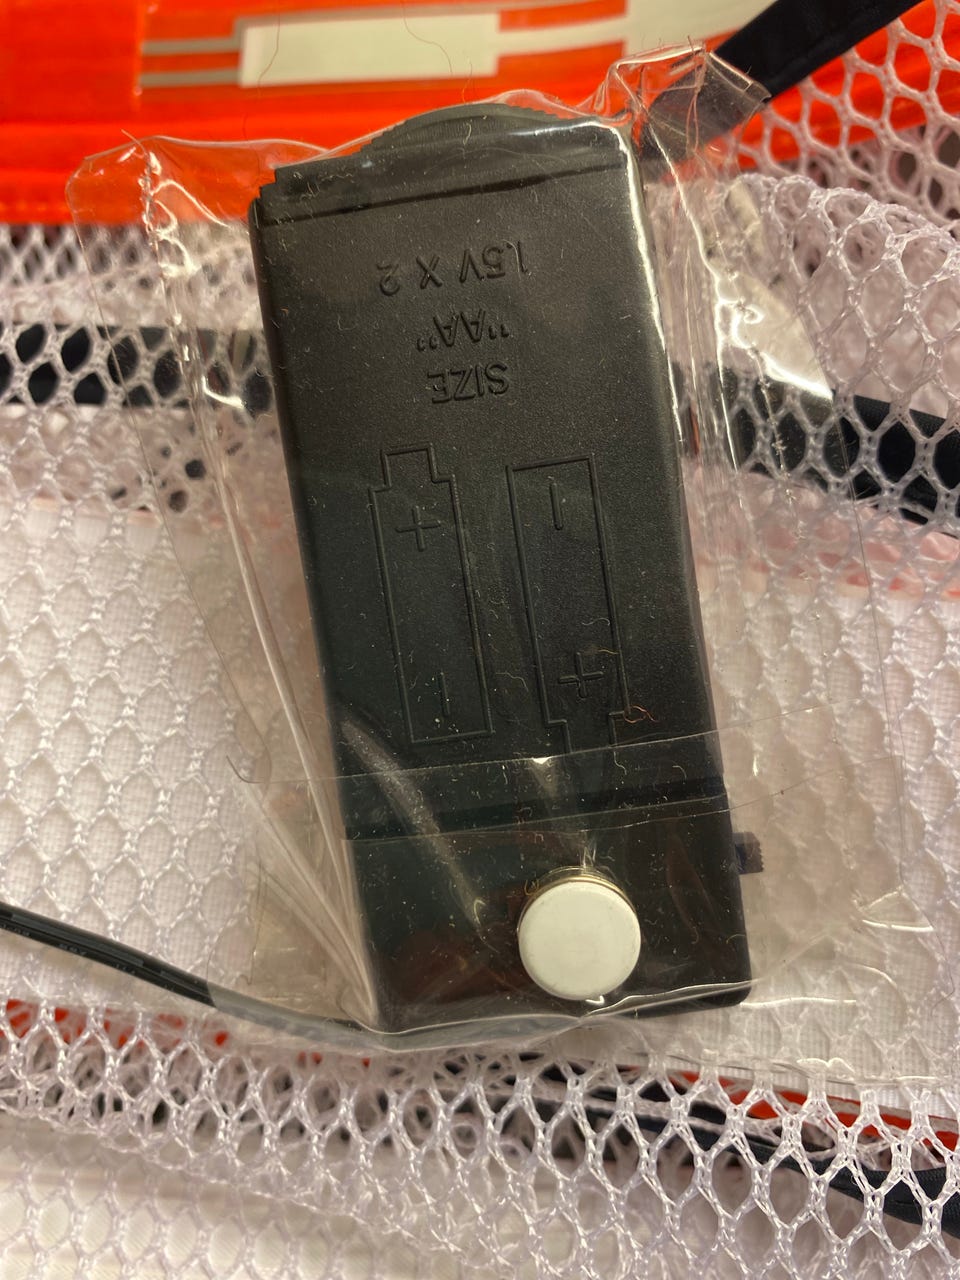 SIZE
"AA"
1.5V X 2
+ −
− +